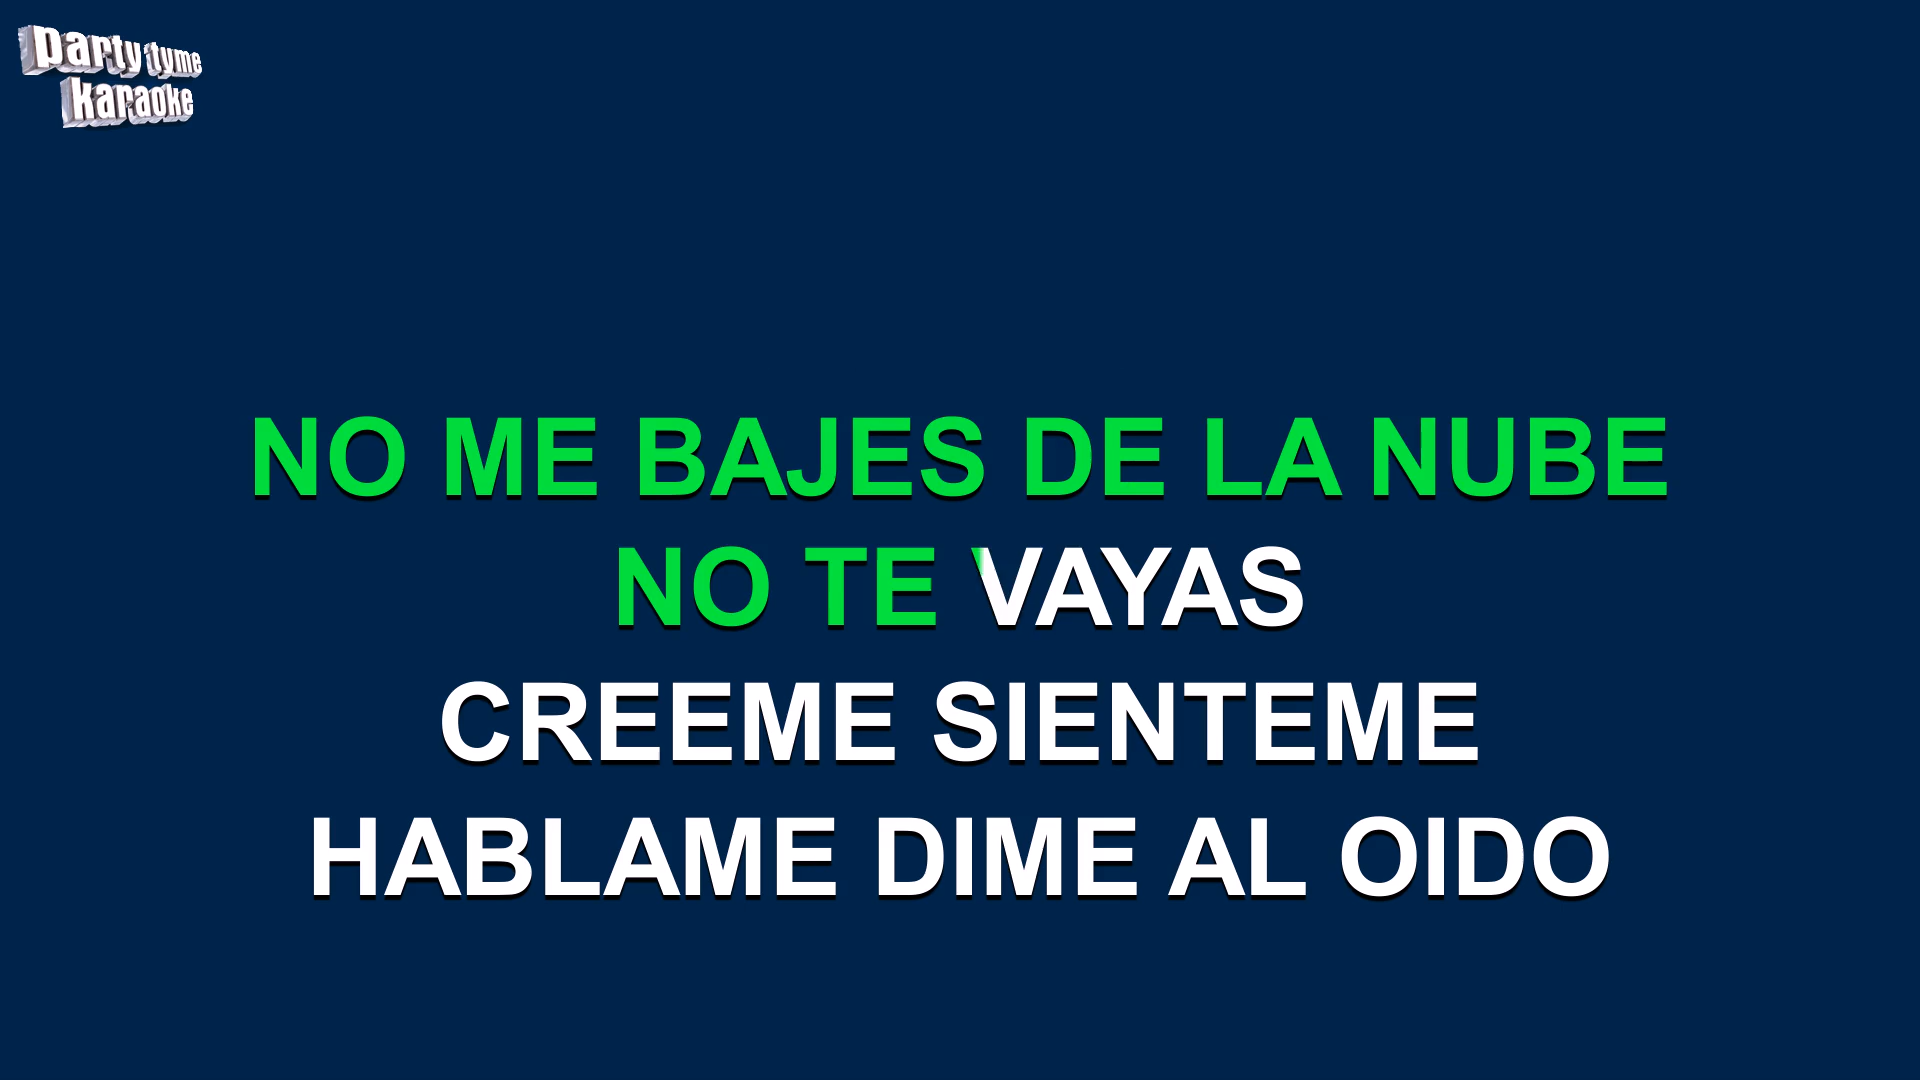 party tyme
karaoke
NO ME BAJES DE LA NUBE
NO TE VAYAS
CREEME SIENTEME
HABLAME DIME AL OIDO